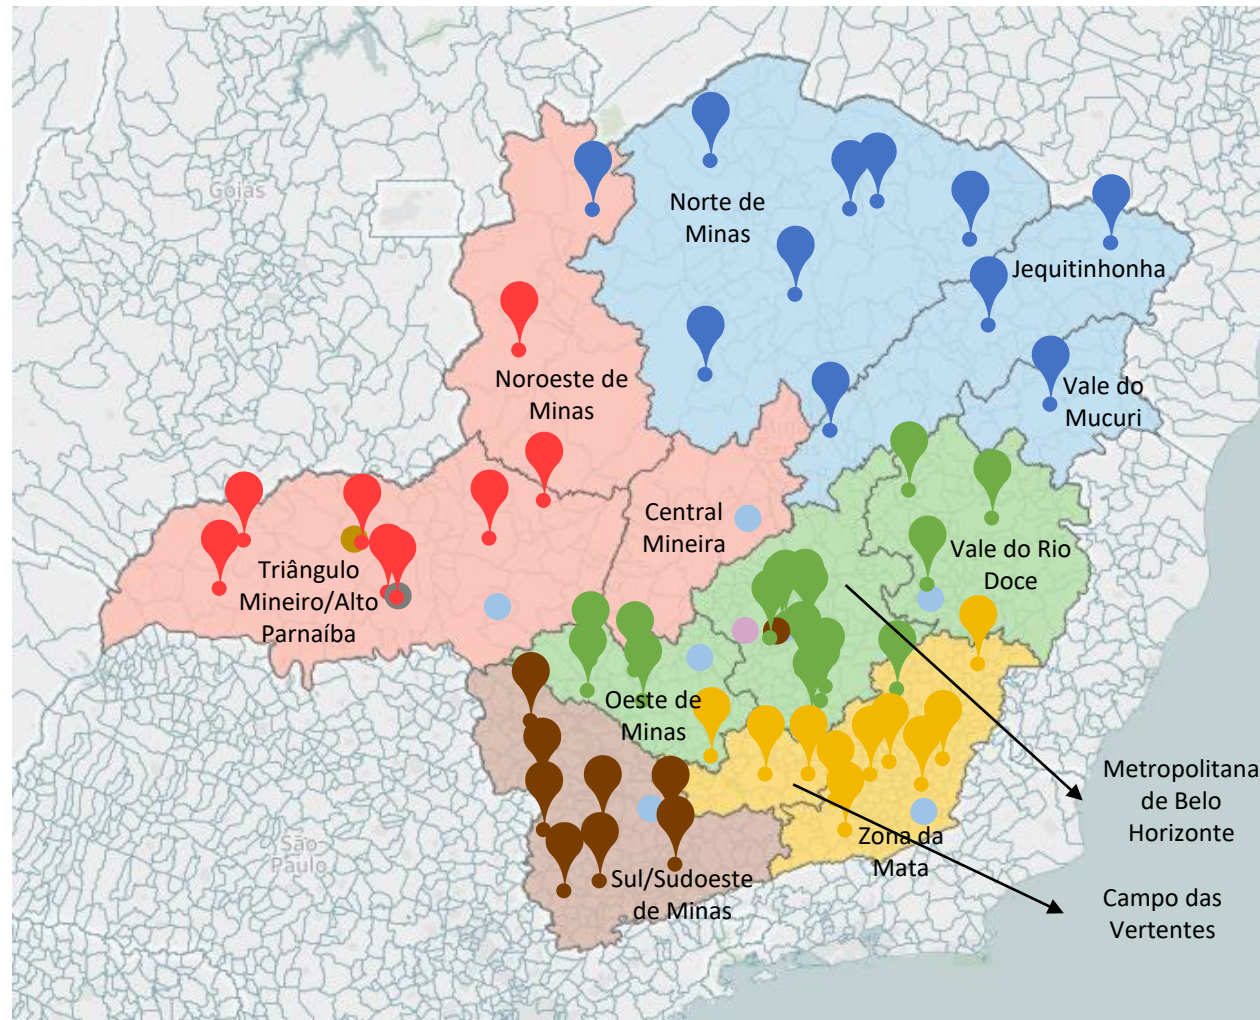 Goiás
Norte de
Minas
Jequitinhonha
Noroeste de
Minas
Vale do
Mucuri
Central
Mineira
Vale do Rio
Doce
Triângulo
Mineiro/Alto
Parnaíba
Oeste de
Minas
Metropolitana
de Belo
Horizonte
São
Paulo
Zona da
Mata
Sul/Sudoeste
de Minas
Campo das
Vertentes